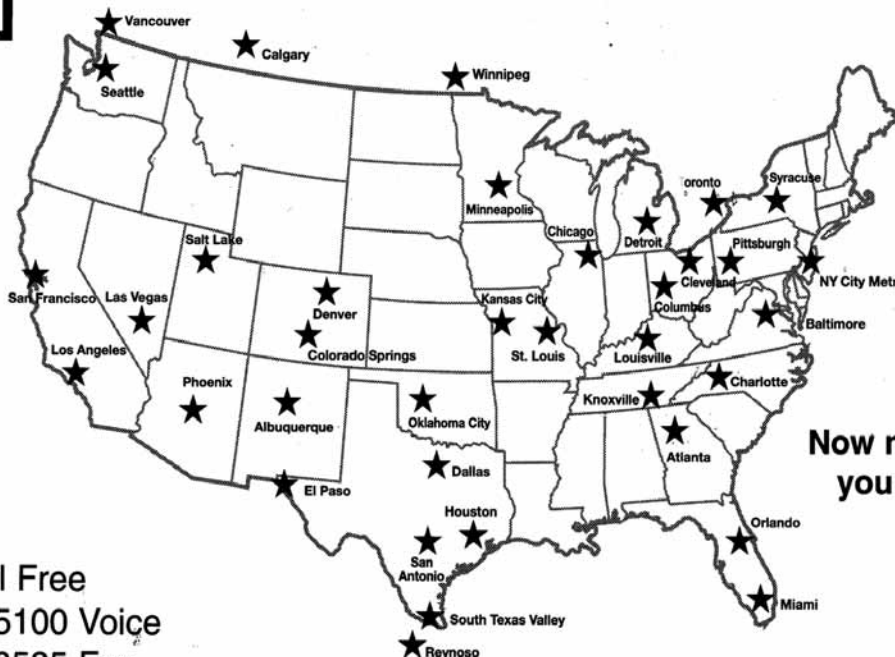 Vancouver
Calgary
Winnipeg
Seattle
Minneapolis
oronto
Syracuse
Chicago
Detroit
Pittsburgh
Salt Lake
Cleveland
NY City Metr
San Francisco
Las Vegas
Denver
Kansas City
Columbus
Baltimore
Colorado Springs
St. Louis
Louisville
Los Angeles
Phoenix
Albuquerque
Oklahoma City
Knoxville
Charlotte
Atlanta
Dallas
El Paso
Houston
San
Antonio
Orlando
Miami
South Texas Valley
Reynoso
Now
you
l Free
5100 Voice